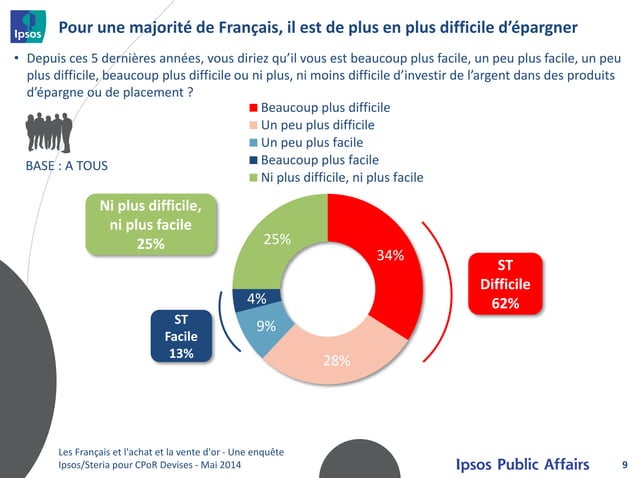 Ipsos
Pour une majorité de Français, il est de plus en plus difficile d’épargner
• Depuis ces 5 dernières années, vous diriez qu’il vous est beaucoup plus facile, un peu plus facile, un peu
plus difficile, beaucoup plus difficile ou ni plus, ni moins difficile d’investir de l’argent dans des produits
d’épargne ou de placement ?
BASE : A TOUS
Beaucoup plus difficile
Un peu plus difficile
Un peu plus facile
Beaucoup plus facile
Ni plus difficile, ni plus facile
Ni plus difficile,
ni plus facile
25%
25%
34%
4%
9%
28%
ST
Difficile
62%
ST
Facile
13%
Les Français et l'achat et la vente d'or - Une enquête
Ipsos/Steria pour CPoR Devises - Mai 2014
Ipsos Public Affairs
9